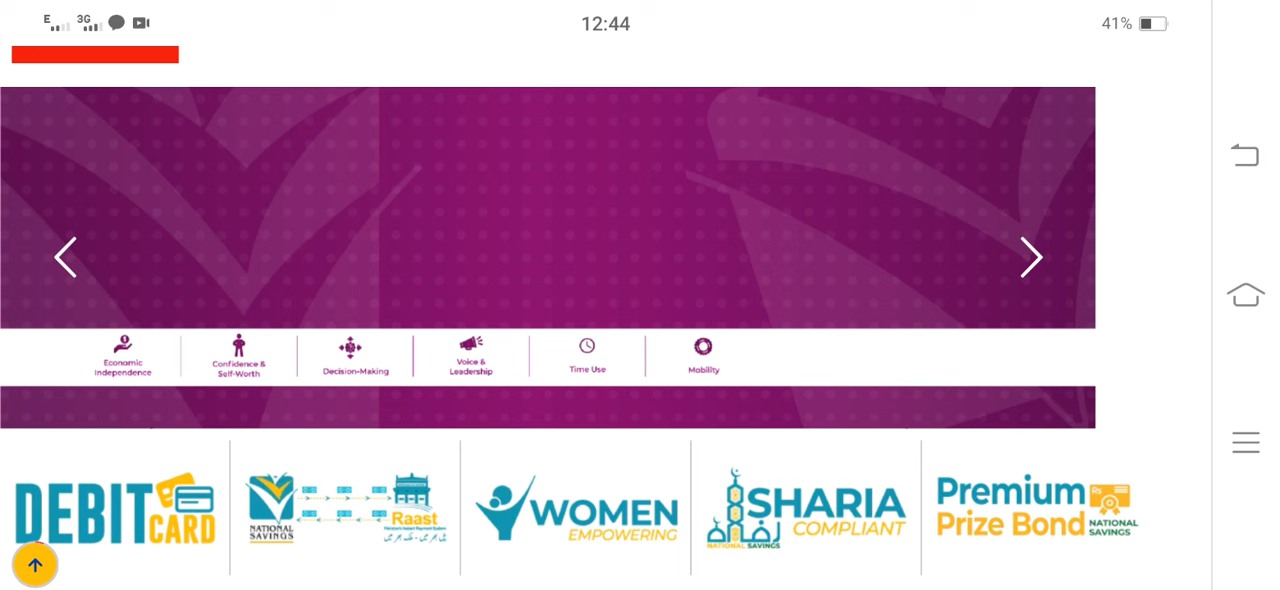 E 3G 12:44 41%
Economic
Independence
Confidence &
Self-Worth
Decision-Making
Voice &
Leadership
Time Use
Mobility
DEBIT
CARD
NATIONAL
SAVINGS
Raast
WOMEN
EMPOWERING
SHARIA
COMPLIANT
NATIONAL SAVINGS
Premium
Prize Bond
Rs
NATIONAL
SAVINGS